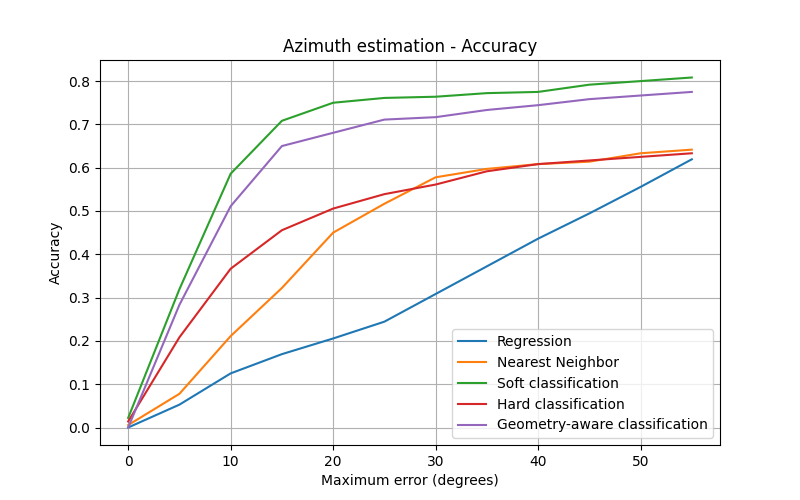 Azimuth estimation - Accuracy
Accuracy
0.8
0.7
0.6
0.5
0.4
0.3
0.2
0.1
0.0
Regression
Nearest Neighbor
Soft classification
Hard classification
Geometry-aware classification
0 10 20 30 40 50
Maximum error (degrees)